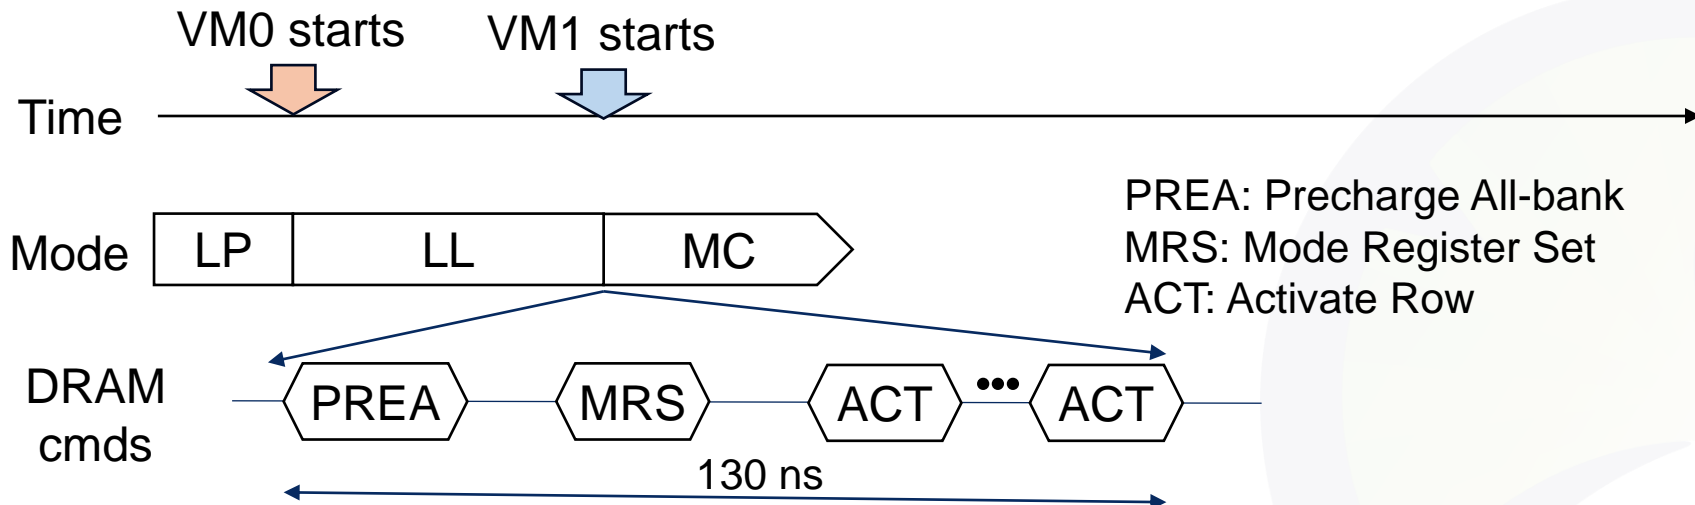 VM0 starts
VM1 starts
Time
PREA: Precharge All-bank
MRS: Mode Register Set
ACT: Activate Row
Mode
LP
LL
MC
DRAM
cmds
PREA
MRS
ACT
•••
ACT
130 ns